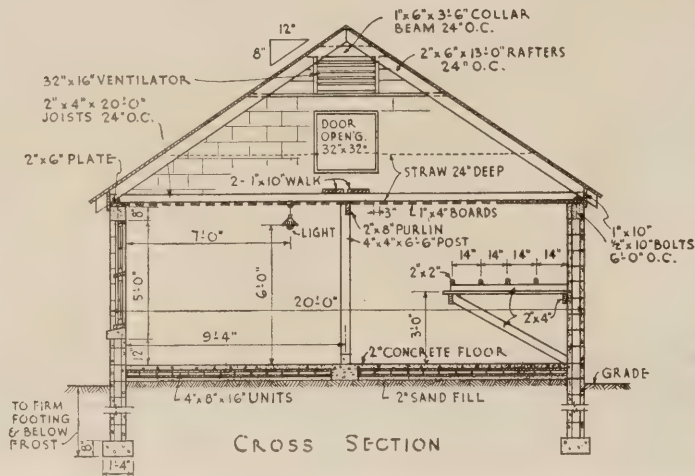 12"
8"
1"x6"x3'-6" COLLAR
BEAM 24" O.C.
2"x6"x13'-0" RAFTERS
24" O.C.
32"x16" VENTILATOR
2"x4"x20'-0"
JOISTS 24" O.C.
DOOR
OPEN'G.
32"x32"
2"x6" PLATE
2-1"x10" WALK
STRAW 24" DEEP
8"
7'-0"
LIGHT
3"
1"x4" BOARDS
2"x8" PURLIN
4"x4"x6'-6" POST
1"x10"
½"x10" BOLTS
6'-0" O.C.
14" 14" 14" 14"
2"x2"
5'-0"
6'-0"
20'-0"
3'-0"
2"x4"
9'-4"
12"
2" CONCRETE FLOOR
GRADE
4"x8"x16" UNITS
2" SAND FILL
TO FIRM
FOOTING
& BELOW
FROST
8"
1'-4"
CROSS SECTION